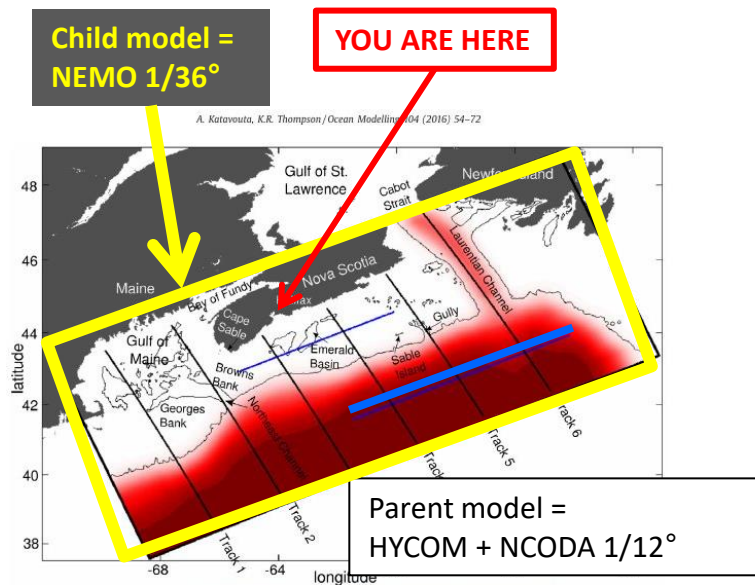 Child model =
NEMO 1/36°
YOU ARE HERE
A. Katavouta, K.R. Thompson / Ocean Modelling 104 (2016) 54–72
Gulf of St.
Lawrence
Cabot
Strait
Laurentian Channel
Maine
Bay of Fundy
Nova Scotia
Cape
Sable
Gulf of
Maine
Browns
Bank
Emerald
Basin
Gully
Sable
Island
Georges
Bank
Northeast Channel
Track 1
Track 2
Track 5
Track 6
latitude
48
46
44
42
40
38
-68
-64
longitude
Parent model =
HYCOM + NCODA 1/12°